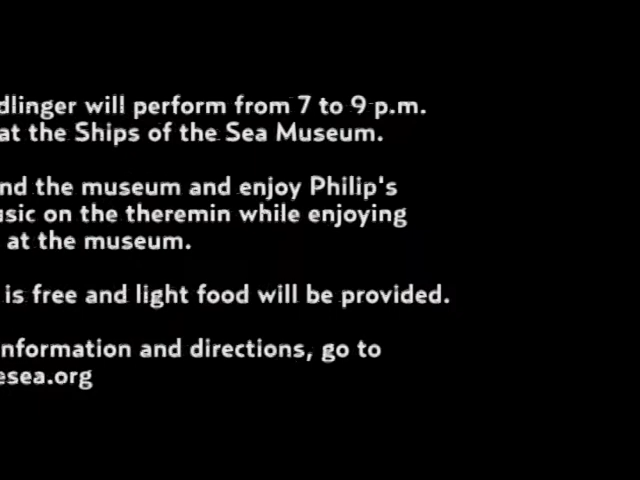 dlinger will perform from 7 to 9 p.m.
at the Ships of the Sea Museum.
nd the museum and enjoy Philip's
usic on the theremin while enjoying
at the museum.
is free and light food will be provided.
nformation and directions, go to
esea.org